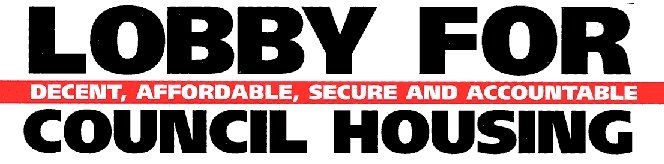 LOBBY FOR
DECENT, AFFORDABLE, SECURE AND ACCOUNTABLE
COUNCIL HOUSING